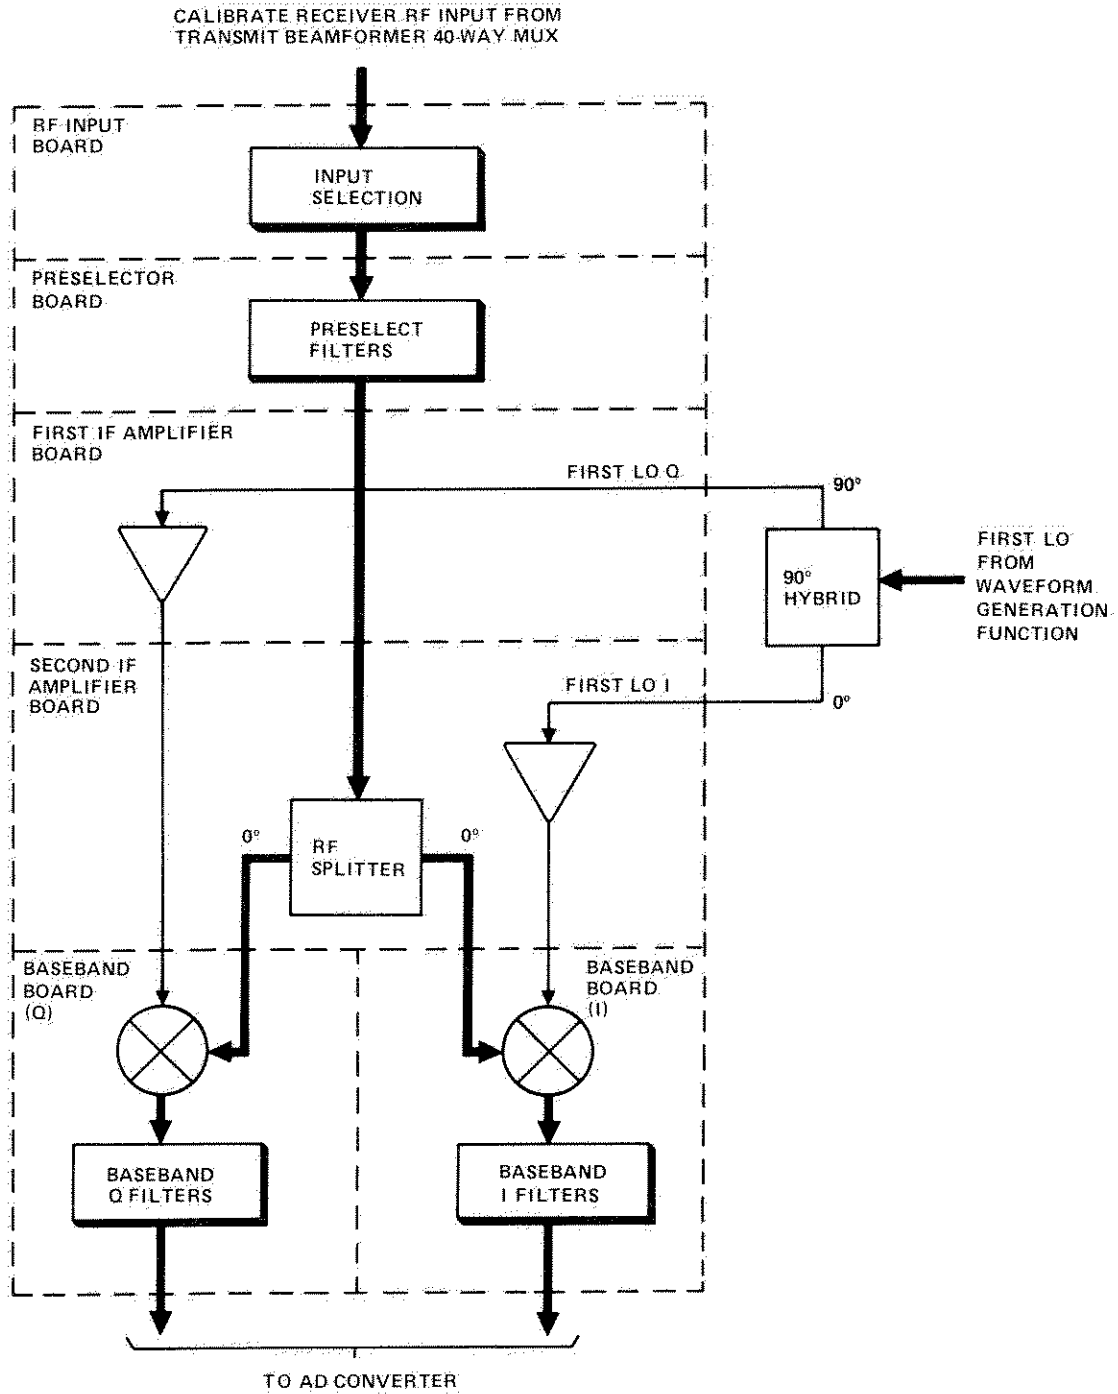 CALIBRATE RECEIVER RF INPUT FROM
TRANSMIT BEAMFORMER 40-WAY MUX
RF INPUT
BOARD
INPUT
SELECTION
PRESELECTOR
BOARD
PRESELECT
FILTERS
FIRST IF AMPLIFIER
BOARD
FIRST LO Q
90°
90°
HYBRID
FIRST LO
FROM
WAVEFORM
GENERATION
FUNCTION
SECOND IF
AMPLIFIER
BOARD
FIRST LO I
0°
0°
RF
SPLITTER
0°
BASEBAND
BOARD
(Q)
BASEBAND
BOARD
(I)
BASEBAND
Q FILTERS
BASEBAND
I FILTERS
TO AD CONVERTER